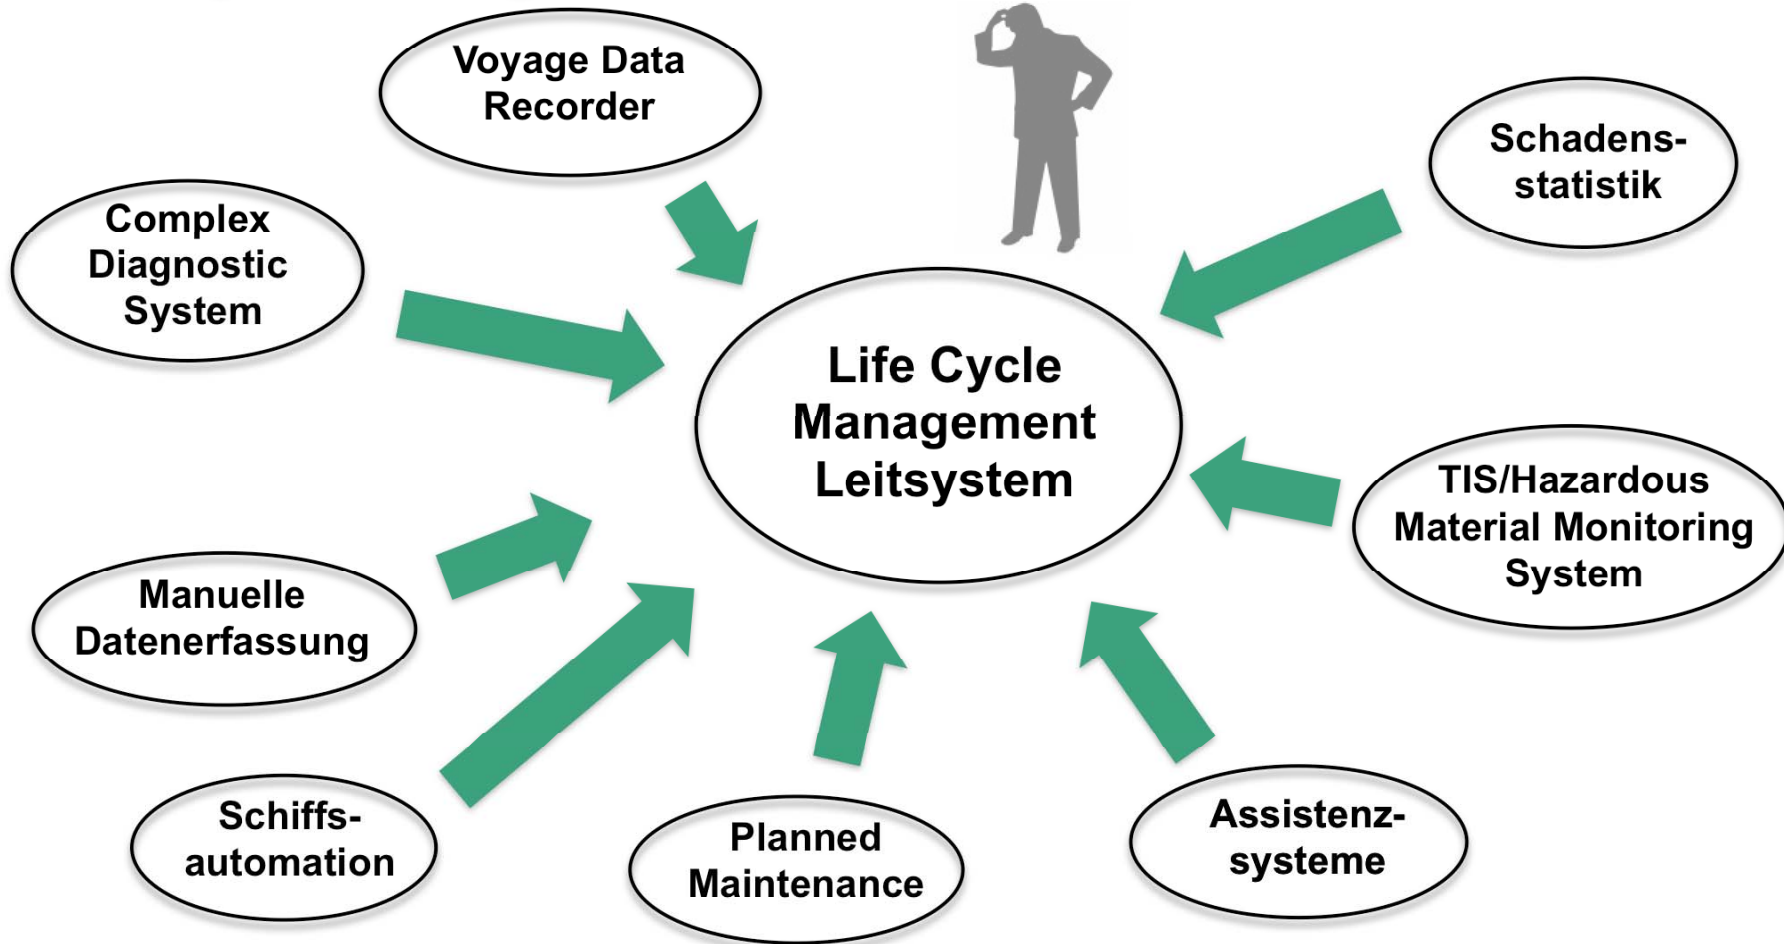 Voyage Data
Recorder
Schadens-
statistik
Complex
Diagnostic
System
Life Cycle
Management
Leitsystem
TIS/Hazardous
Material Monitoring
System
Manuelle
Datenerfassung
Schiffs-
automation
Planned
Maintenance
Assistenz-
systeme